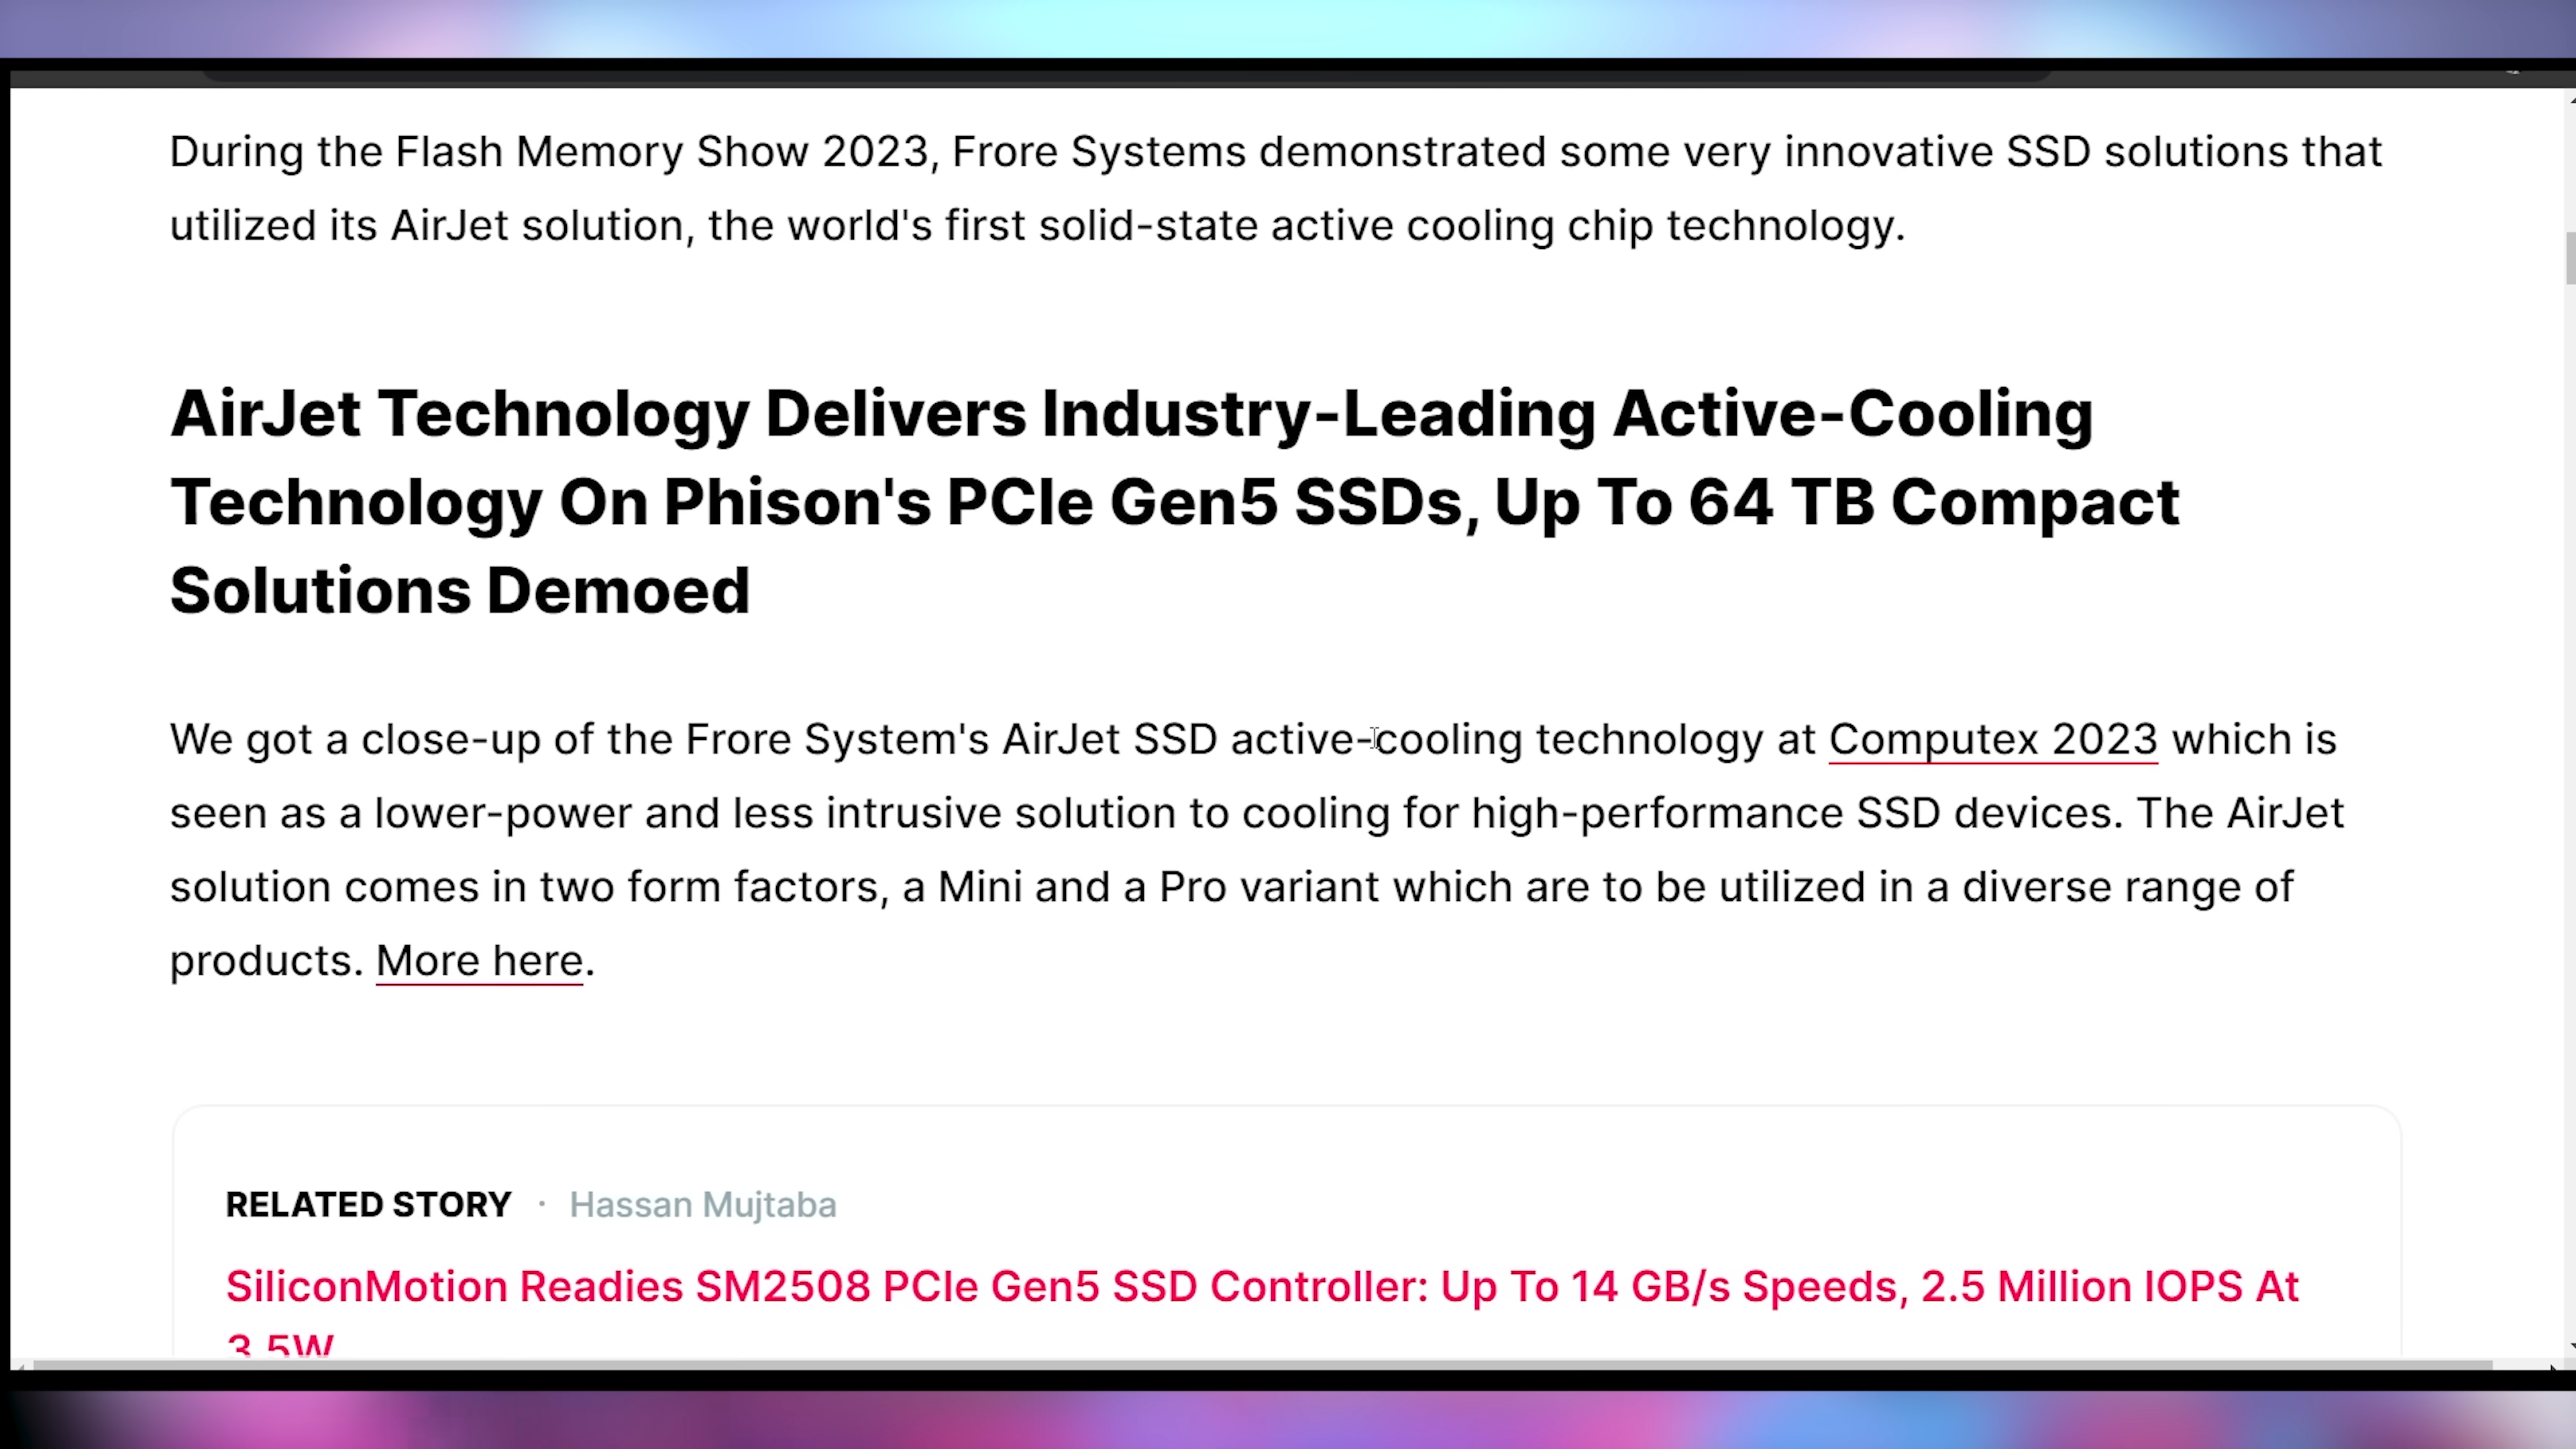 During the Flash Memory Show 2023, Frore Systems demonstrated some very innovative SSD solutions that
utilized its AirJet solution, the world's first solid-state active cooling chip technology.
AirJet Technology Delivers Industry-Leading Active-Cooling
Technology On Phison's PCIe Gen5 SSDs, Up To 64 TB Compact
Solutions Demoed
We got a close-up of the Frore System's AirJet SSD active-cooling technology at Computex 2023 which is
seen as a lower-power and less intrusive solution to cooling for high-performance SSD devices. The AirJet
solution comes in two form factors, a Mini and a Pro variant which are to be utilized in a diverse range of
products. More here.
RELATED STORY · Hassan Mujtaba
SiliconMotion Readies SM2508 PCIe Gen5 SSD Controller: Up To 14 GB/s Speeds, 2.5 Million IOPS At
3.5W